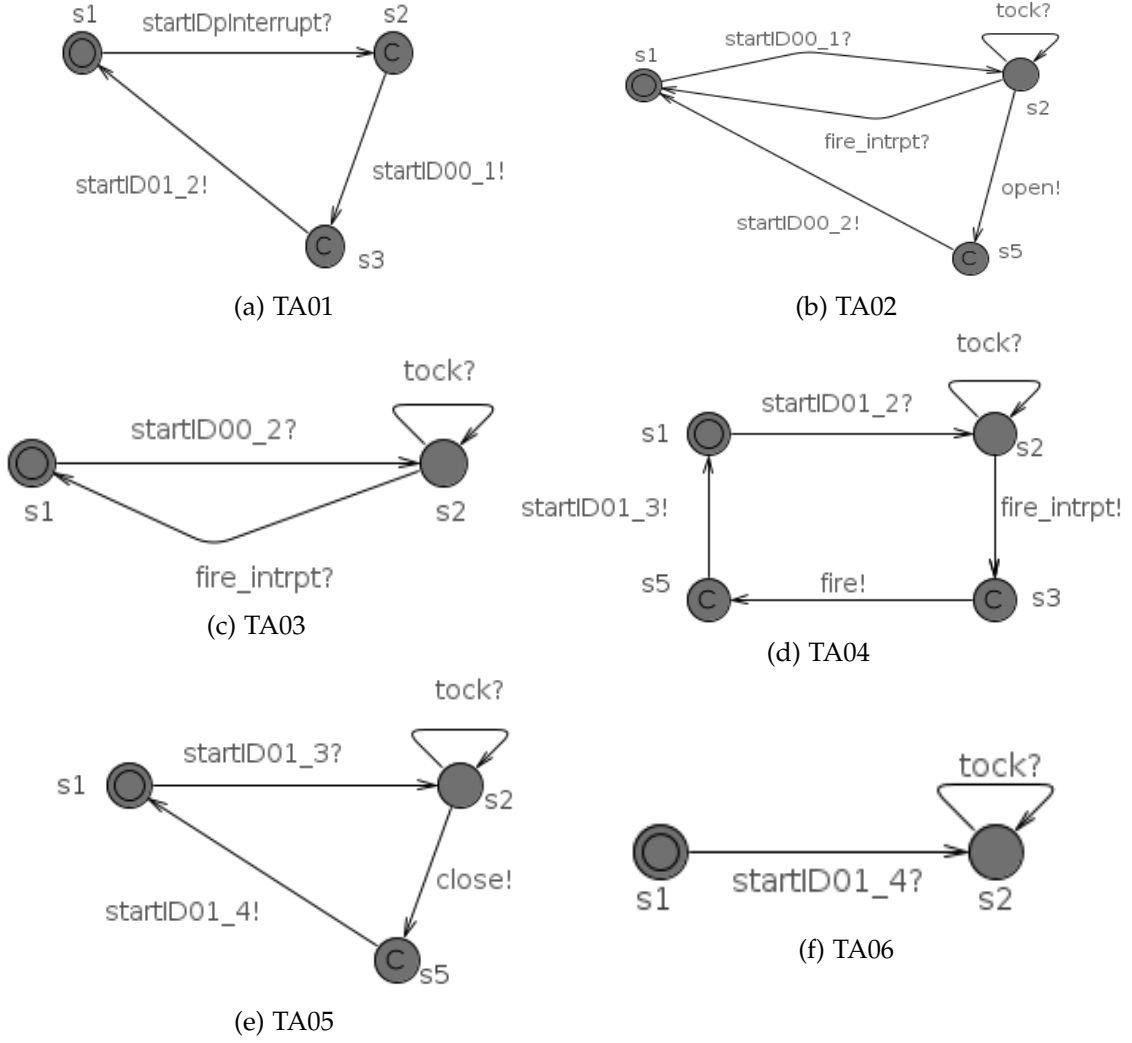 s1
startIDpInterrupt?
s2
C
startID01_2!
startID00_1!
C
s3
(a) TA01
tock?
s1
startID00_1?
s2
fire_intrpt?
open!
startID00_2!
C
s5
(b) TA02
tock?
startID00_2?
s1
s2
fire_intrpt?
(c) TA03
tock?
s1
startID01_2?
s2
startID01_3!
fire_intrpt!
s5
C
fire!
C
s3
(d) TA04
tock?
s1
startID01_3?
s2
close!
startID01_4!
C
s5
(e) TA05
tock?
s1
startID01_4?
s2
(f) TA06